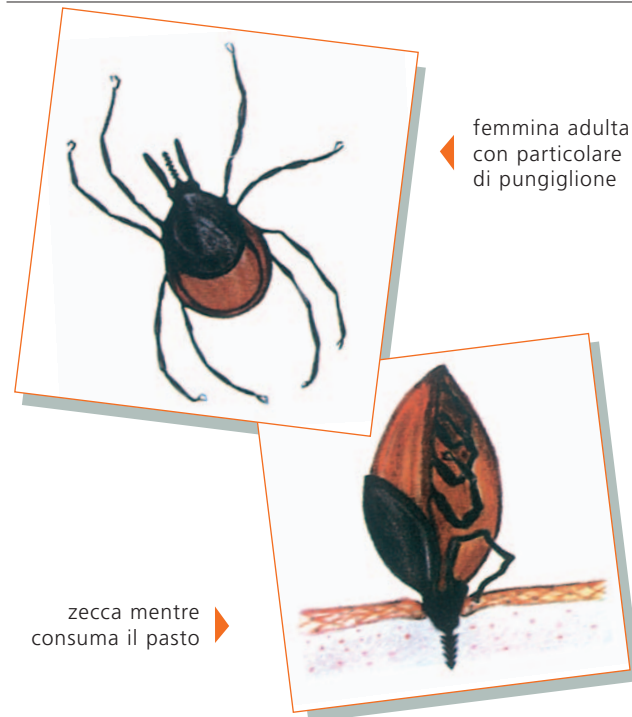 femmina adulta
con particolare
di pungiglione
zecca mentre
consuma il pasto